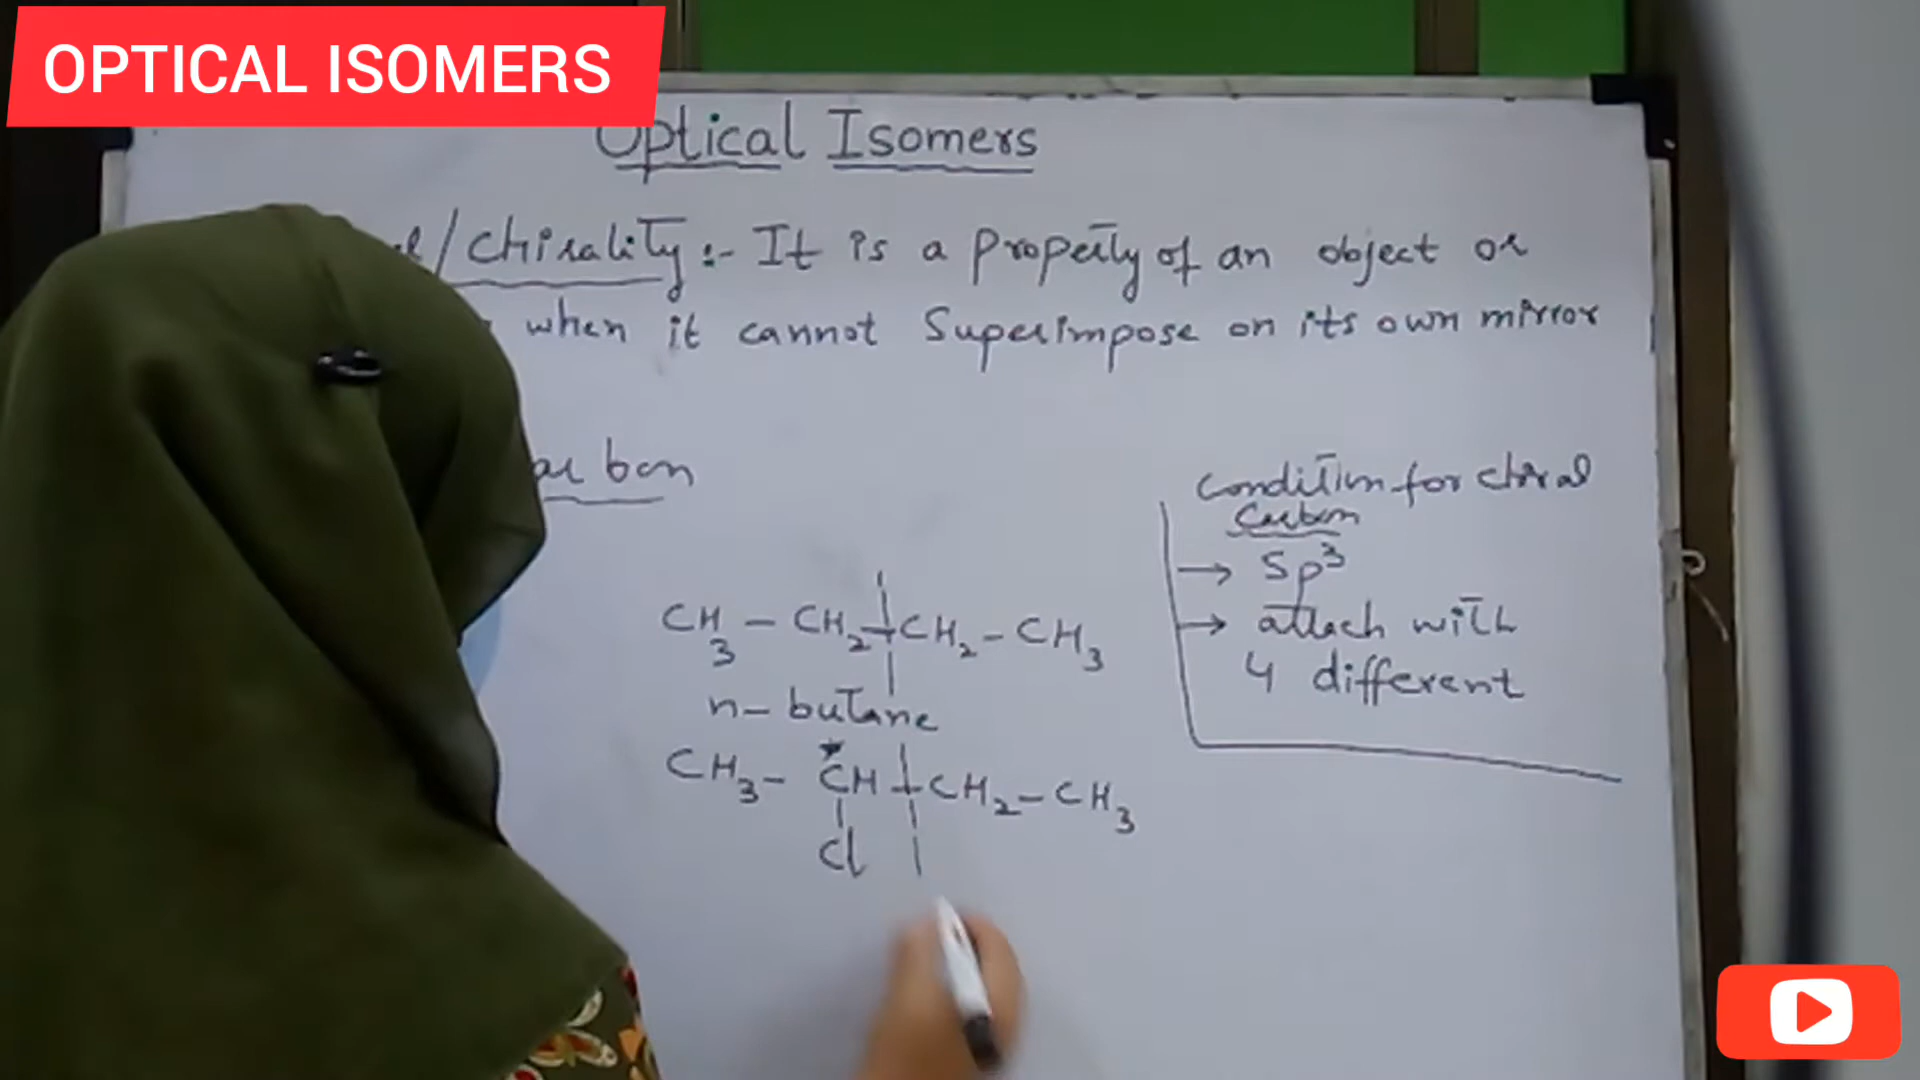 OPTICAL ISOMERS
Optical Isomers
/Chirality :- It is a Property of an object or
when it cannot Superimpose on its own mirror
arbon
Condition for chiral
Carbon
→ Sp³
→ attach with
4 different
CH₃ – CH₂ – CH₂ – CH₃
n – butane
CH₃ – *CH – CH₂ – CH₃
Cl